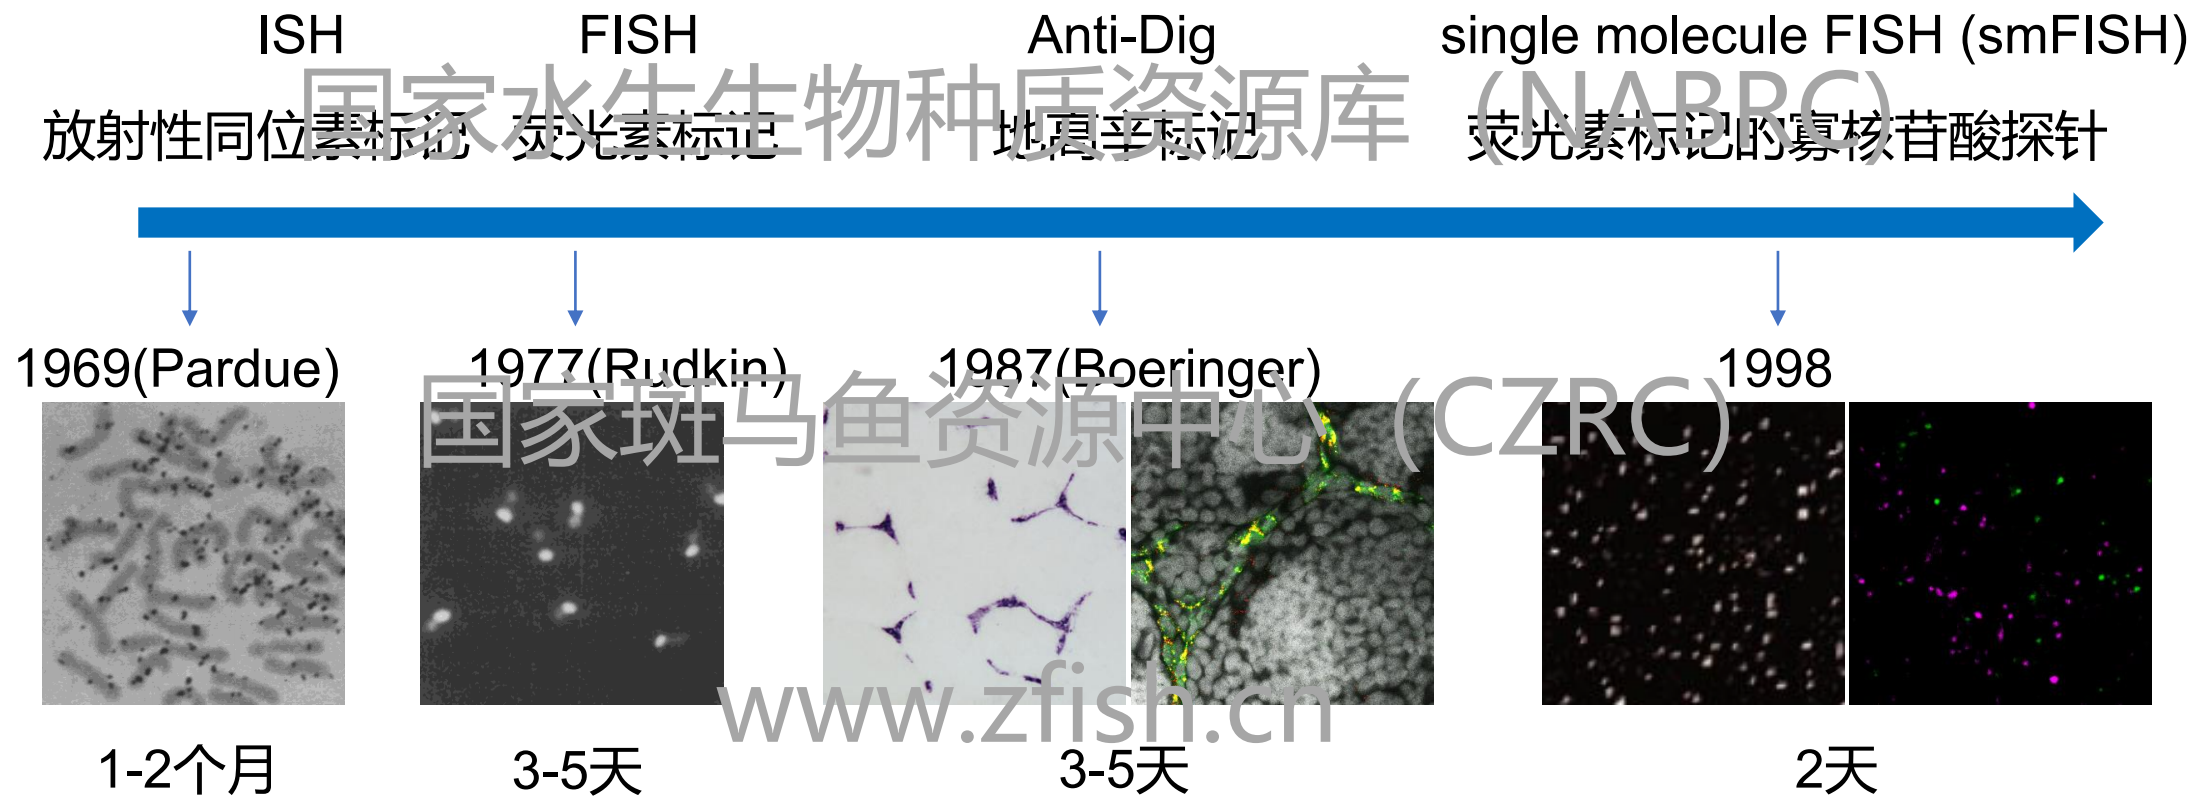 ISH FISH Anti-Dig single molecule FISH (smFISH)
国家水生生物种质资源库（NABRC）
放射性同位素标记 荧光素标记 地高辛标记 荧光素标记的寡核苷酸探针
1969(Pardue) 1977(Rudkin) 1987(Boeringer) 1998
国家斑马鱼资源中心（CZRC）
www.zfish.cn
1-2个月 3-5天 3-5天 2天